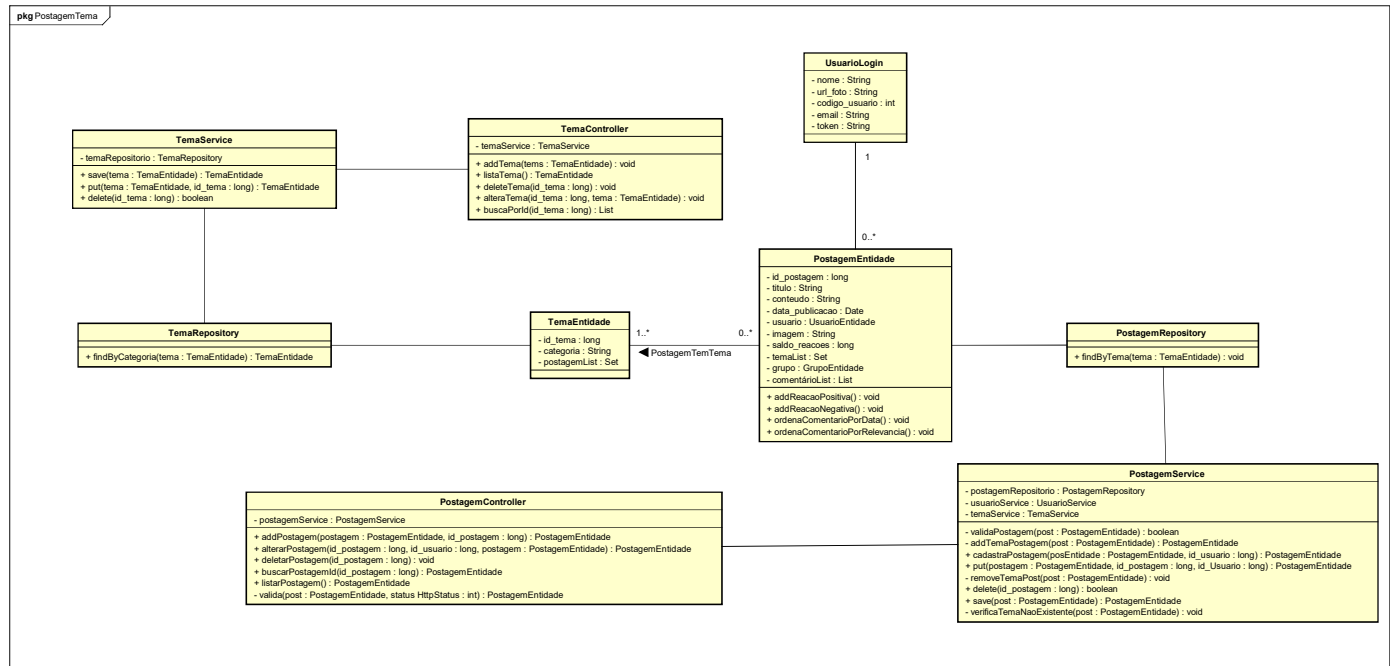 pkg PostagemTema
UsuarioLogin
- nome : String
- url_foto : String
- codigo_usuario : int
- email : String
- token : String
TemaService
- temaRepositorio : TemaRepository
+ save(tema : TemaEntidade) : TemaEntidade
+ put(tema : TemaEntidade, id_tema : long) : TemaEntidade
+ delete(id_tema : long) : boolean
TemaController
- temaService : TemaService
+ addTema(tems : TemaEntidade) : void
+ listaTema() : TemaEntidade
+ deleteTema(id_tema : long) : void
+ alteraTema(id_tema : long, tema : TemaEntidade) : void
+ buscaPorId(id_tema : long) : List
1
0..*
PostagemEntidade
- id_postagem : long
- titulo : String
- conteudo : String
- data_publicacao : Date
- usuario : UsuarioEntidade
- imagem : String
- saldo_reacoes : long
- temaList : Set
- grupo : GrupoEntidade
- comentárioList : List
+ addReacaoPositiva() : void
+ addReacaoNegativa() : void
+ ordenaComentarioPorData() : void
+ ordenaComentarioPorRelevancia() : void
TemaRepository
+ findByCategoria(tema : TemaEntidade) : TemaEntidade
TemaEntidade
- id_tema : long
- categoria : String
- postagemList : Set
1..*
0..*
PostagemTemTema
PostagemRepository
+ findByTema(tema : TemaEntidade) : void
PostagemController
- postagemService : PostagemService
+ addPostagem(postagem : PostagemEntidade, id_postagem : long) : PostagemEntidade
+ alterarPostagem(id_postagem : long, id_usuario : long, postagem : PostagemEntidade) : PostagemEntidade
+ deletarPostagem(id_postagem : long) : void
+ buscarPostagemId(id_postagem : long) : PostagemEntidade
+ listarPostagem() : PostagemEntidade
- valida(post : PostagemEntidade, status HttpStatus : int) : PostagemEntidade
PostagemService
- postagemRepositorio : PostagemRepository
- usuarioService : UsuarioService
- temaService : TemaService
- validaPostagem(post : PostagemEntidade) : boolean
- addTemaPostagem(post : PostagemEntidade) : PostagemEntidade
+ cadastraPostagem(posEntidade : PostagemEntidade, id_usuario : long) : PostagemEntidade
+ put(postagem : PostagemEntidade, id_postagem : long, id_Usuario : long) : PostagemEntidade
- removeTemaPost(post : PostagemEntidade) : void
+ delete(id_postagem : long) : boolean
+ save(post : PostagemEntidade) : PostagemEntidade
- verificaTemaNaoExistente(post : PostagemEntidade) : void